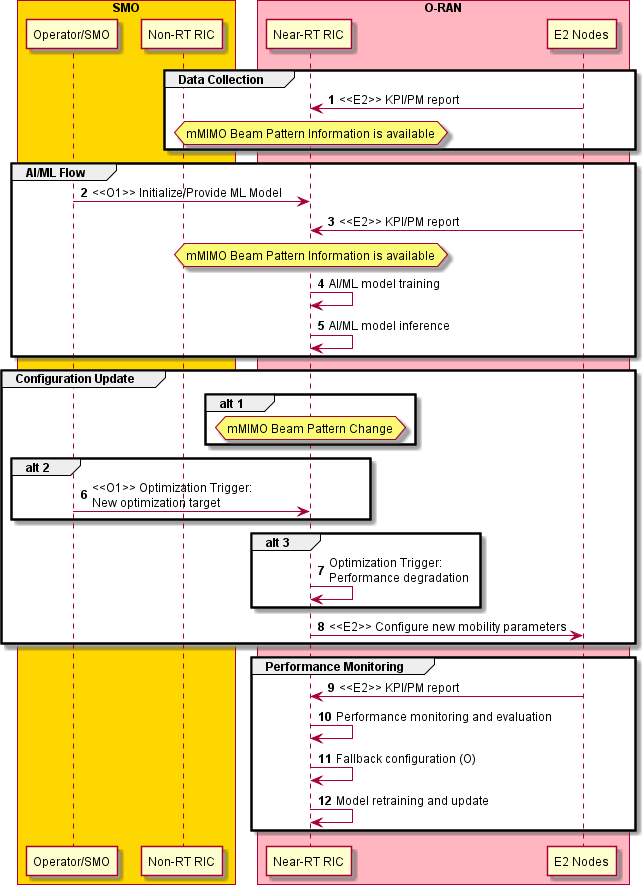 SMO
O-RAN
Operator/SMO
Non-RT RIC
Near-RT RIC
E2 Nodes
Data Collection
1 <<E2>> KPI/PM report
mMIMO Beam Pattern Information is available
AI/ML Flow
2 <<O1>> Initialize/Provide ML Model
3 <<E2>> KPI/PM report
mMIMO Beam Pattern Information is available
4 AI/ML model training
5 AI/ML model inference
Configuration Update
alt 1
mMIMO Beam Pattern Change
alt 2
6 <<O1>> Optimization Trigger:
New optimization target
alt 3
7 Optimization Trigger:
Performance degradation
8 <<E2>> Configure new mobility parameters
Performance Monitoring
9 <<E2>> KPI/PM report
10 Performance monitoring and evaluation
11 Fallback configuration (O)
12 Model retraining and update
Operator/SMO
Non-RT RIC
Near-RT RIC
E2 Nodes